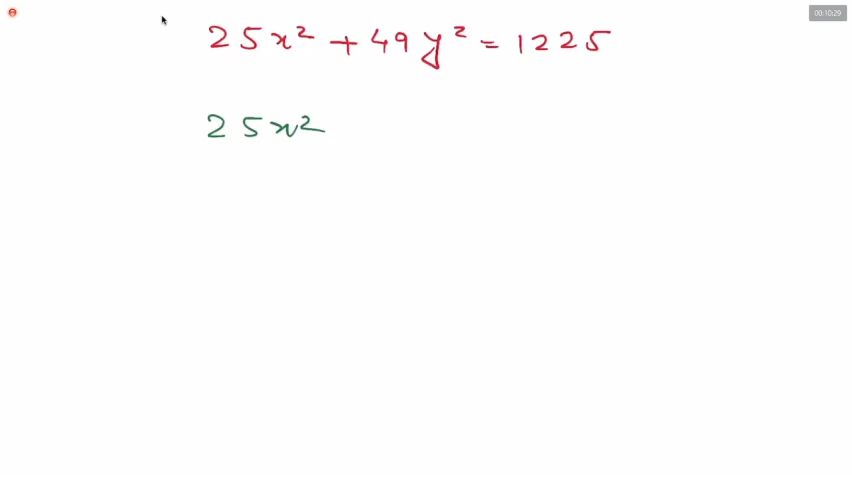 00:10:29
25x² + 49y² = 1225
25x²